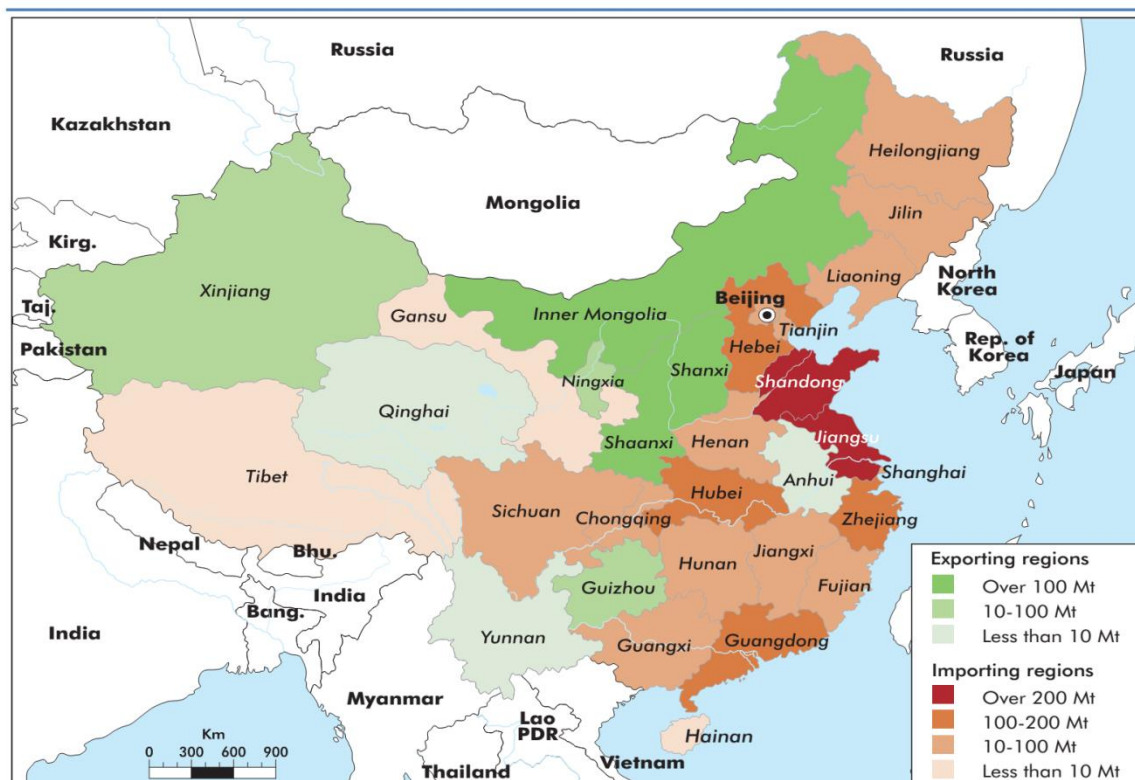 Russia
Russia
Kazakhstan
Heilongjiang
Mongolia
Jilin
Kirg.
Liaoning
North
Korea
Xinjiang
Beijing
Taj.
Gansu
Inner Mongolia
Tianjin
Pakistan
Hebei
Rep. of
Korea
Shanxi
Japan
Ningxia
Shandong
Qinghai
Shaanxi
Henan
Jiangsu
Tibet
Shanghai
Anhui
Hubei
Sichuan
Chongqing
Zhejiang
Nepal
Bhu.
Hunan
Jiangxi
Guizhou
Fujian
India
Bang.
India
Yunnan
Guangxi
Guangdong
Myanmar
Lao
PDR
Hainan
Km
0 300 600 900
Thailand
Vietnam
Exporting regions
Over 100 Mt
10-100 Mt
Less than 10 Mt
Importing regions
Over 200 Mt
100-200 Mt
10-100 Mt
Less than 10 Mt